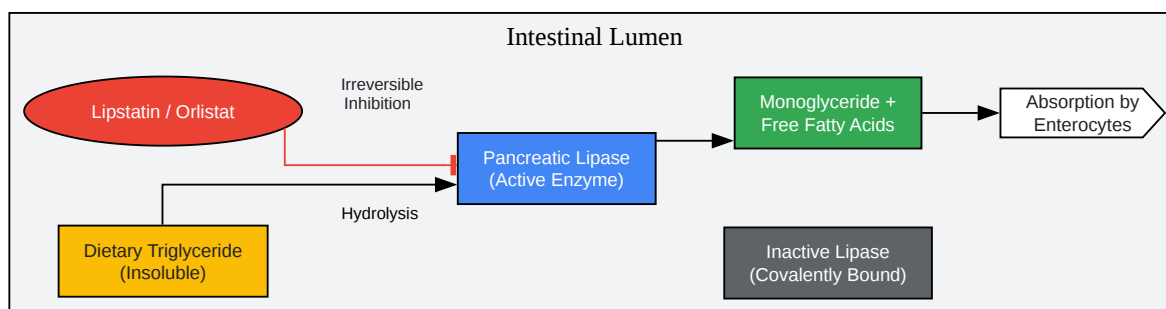 Intestinal Lumen
Irreversible
Inhibition
Lipstatin / Orlistat
Monoglyceride +
Free Fatty Acids
Absorption by
Enterocytes
Pancreatic Lipase
(Active Enzyme)
Hydrolysis
Dietary Triglyceride
(Insoluble)
Inactive Lipase
(Covalently Bound)